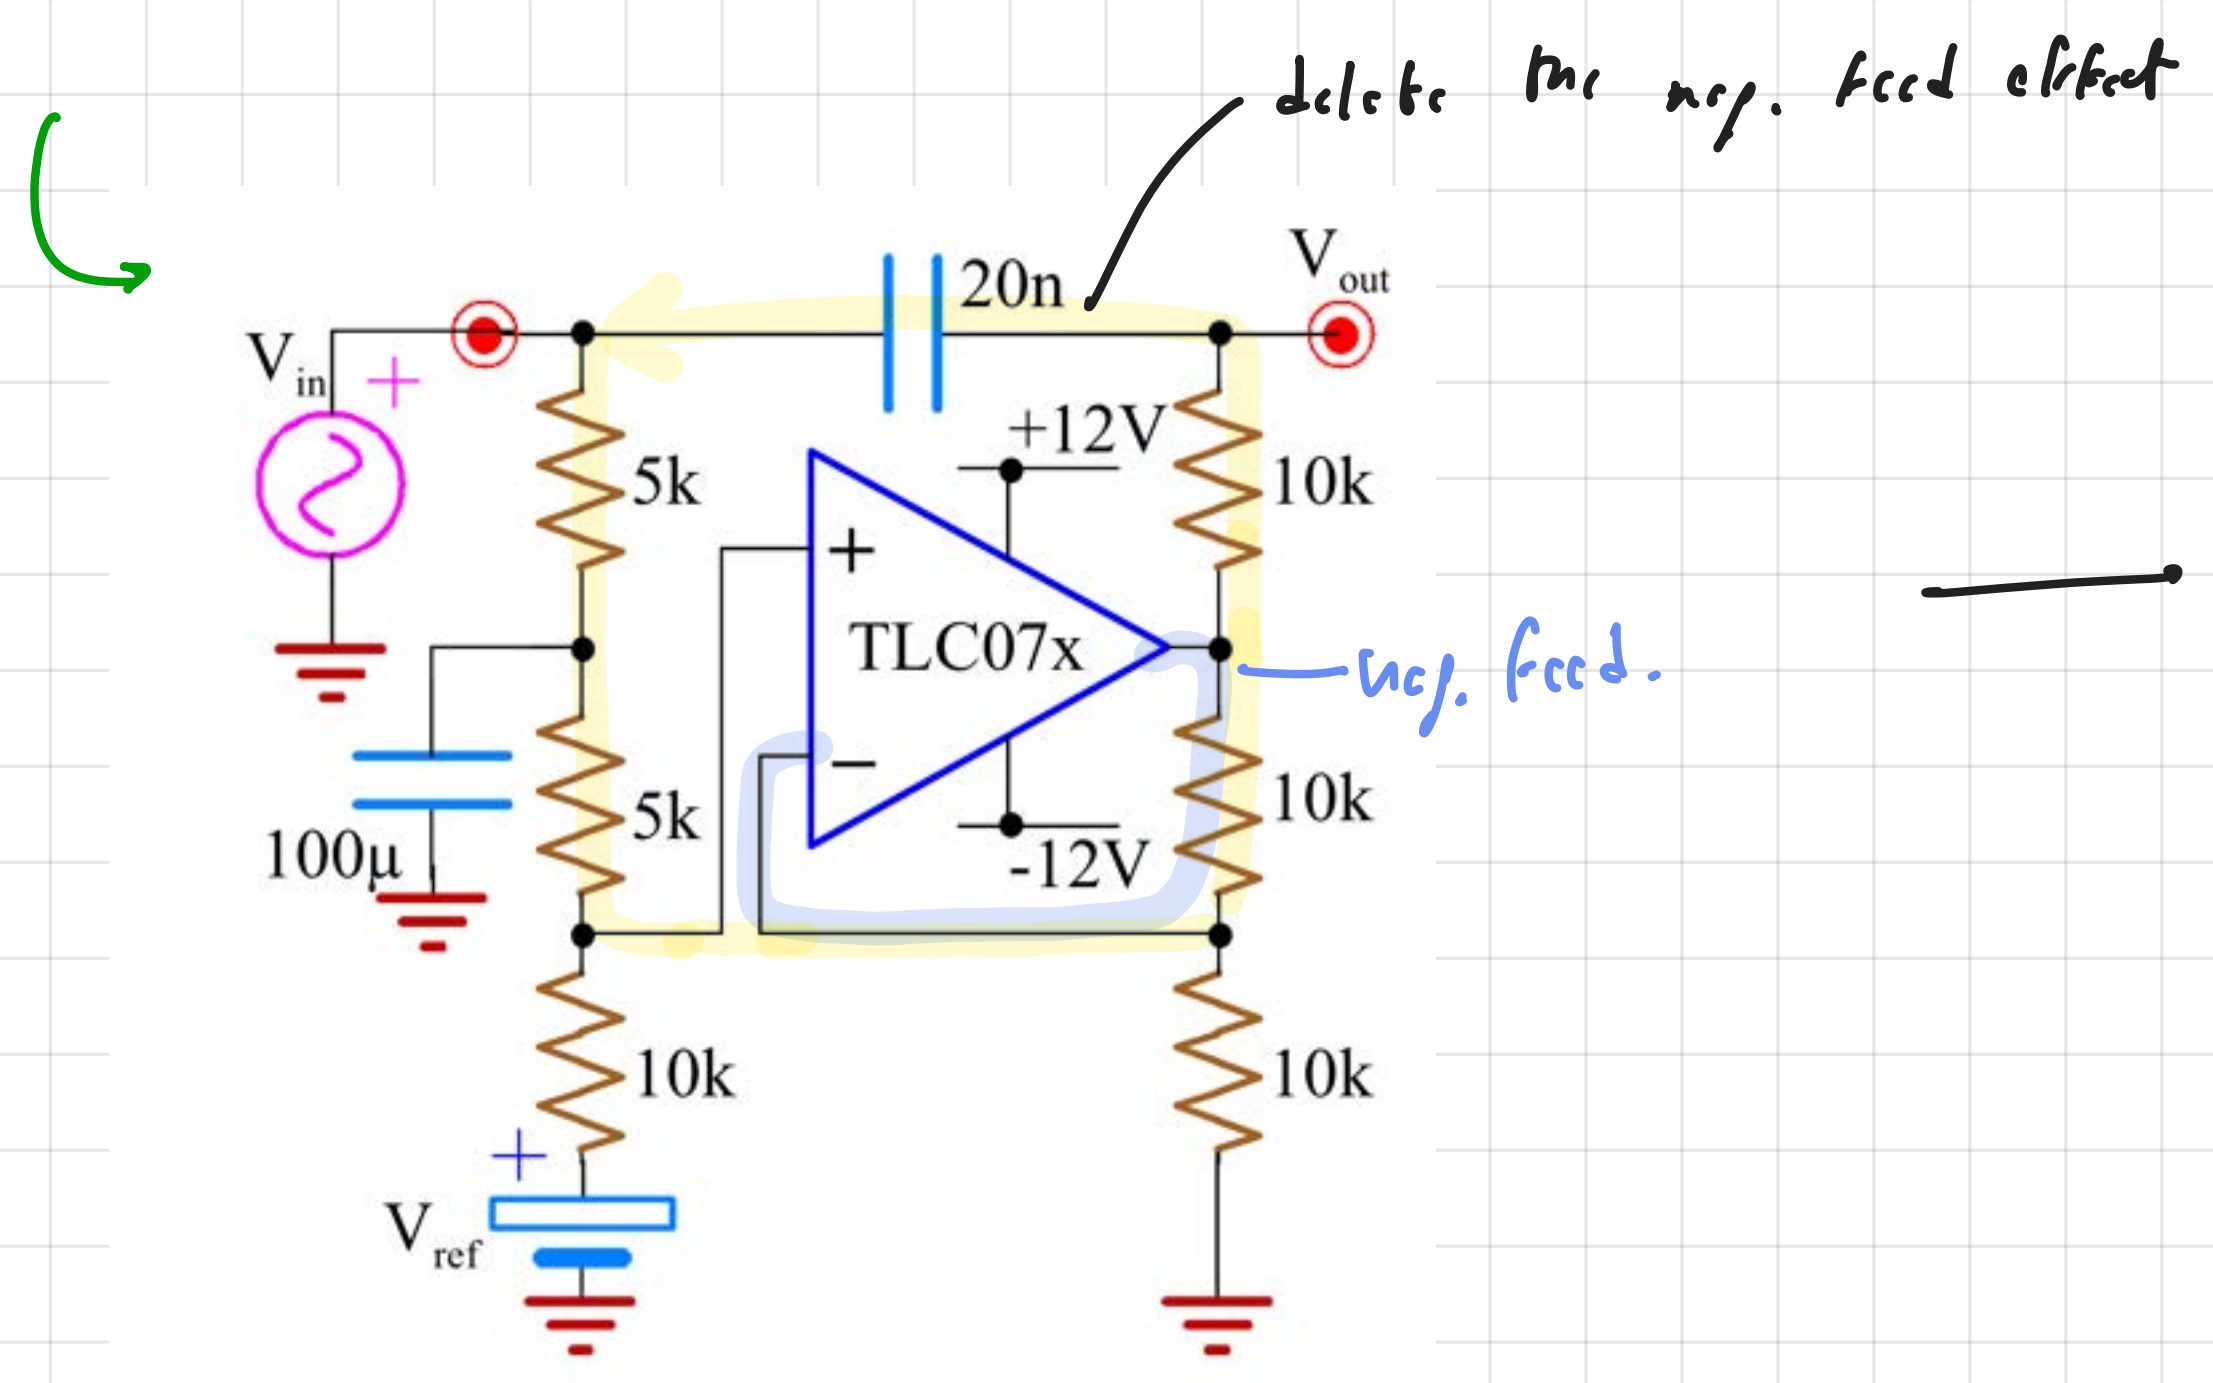 delete the neg. feed effect
V out
20n
V in
+
+12V
5k
10k
+
TLC07x
neg. feed.
−
5k
10k
-12V
100µ
10k
10k
+
V ref